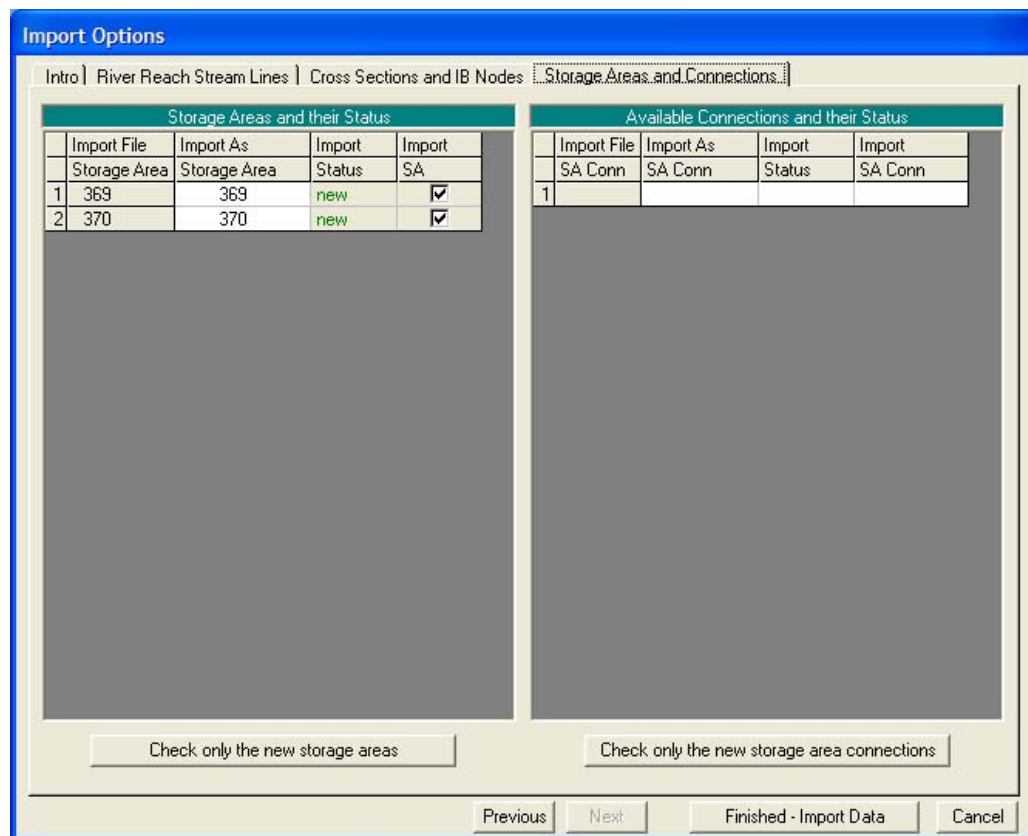 Import Options
Intro River Reach Stream Lines Cross Sections and IB Nodes Storage Areas and Connections
Storage Areas and their Status
Import File Import As Import Import
Storage Area Storage Area Status SA
1 369 369 new
2 370 370 new
Available Connections and their Status
Import File Import As Import Import
SA Conn SA Conn Status SA Conn
1
Check only the new storage areas
Check only the new storage area connections
Previous Next Finished - Import Data Cancel